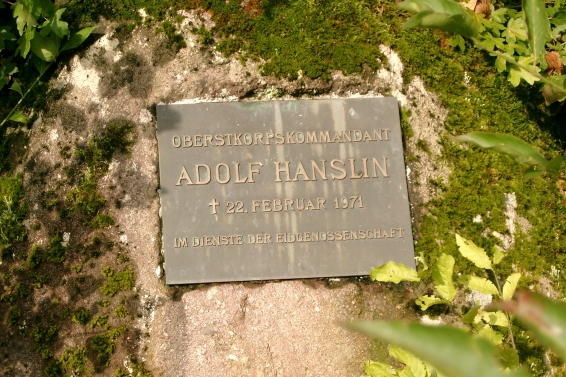 OBERSTKORPSKOMMANDANT
ADOLF HANSLIN
† 22. FEBRUAR 1971
IM DIENSTE DER EIDGENOSSENSCHAFT